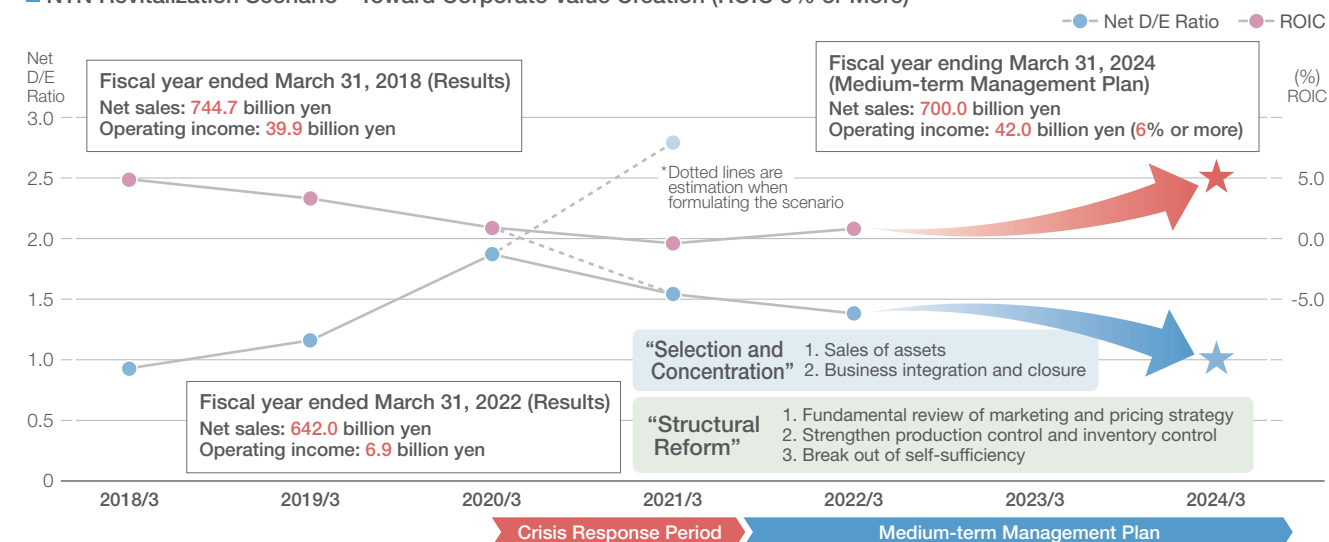 Net D/E Ratio
ROIC
Net
D/E
Ratio
(%)
ROIC
Fiscal year ended March 31, 2018 (Results)
Net sales: 744.7 billion yen
Operating income: 39.9 billion yen
Fiscal year ending March 31, 2024
(Medium-term Management Plan)
Net sales: 700.0 billion yen
Operating income: 42.0 billion yen (6% or more)
3.0
2.5
2.0
1.5
1.0
0.5
0
5.0
0.0
-5.0
*Dotted lines are
estimation when
formulating the scenario
"Selection and
Concentration"
1. Sales of assets
2. Business integration and closure
Fiscal year ended March 31, 2022 (Results)
Net sales: 642.0 billion yen
Operating income: 6.9 billion yen
"Structural
Reform"
1. Fundamental review of marketing and pricing strategy
2. Strengthen production control and inventory control
3. Break out of self-sufficiency
2018/3
2019/3
2020/3
2021/3
2022/3
2023/3
2024/3
Crisis Response Period
Medium-term Management Plan